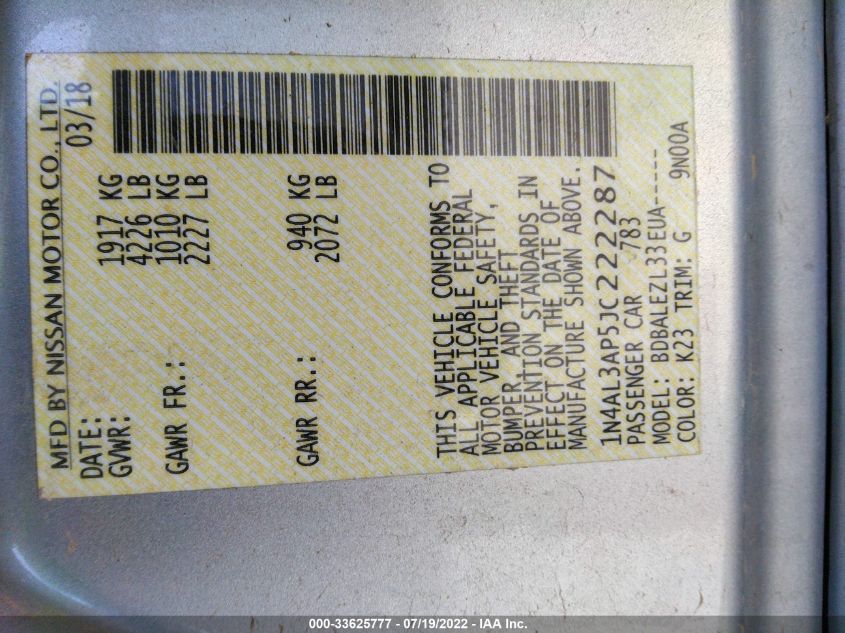 MFD BY NISSAN MOTOR CO., LTD.
DATE: 03/18
GVWR: 1917 KG
4226 LB
GAWR FR.: 1010 KG
2227 LB
GAWR RR.: 940 KG
2072 LB
THIS VEHICLE CONFORMS TO
ALL APPLICABLE FEDERAL
MOTOR VEHICLE SAFETY,
BUMPER, AND THEFT
PREVENTION STANDARDS IN
EFFECT ON THE DATE OF
MANUFACTURE SHOWN ABOVE.
1N4AL3AP5JC222287
PASSENGER CAR 783
MODEL: BDBALEZL33EUA-----
COLOR: K23 TRIM: G 9N00A
000-33625777 - 07/19/2022 - IAA Inc.